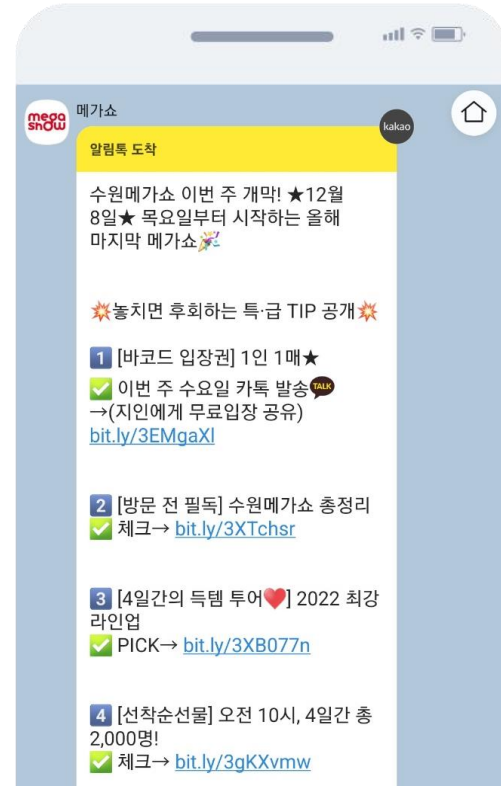 mega
show
메가쇼
kakao
알림톡 도착
수원메가쇼 이번 주 개막! ★12월
8일★ 목요일부터 시작하는 올해
마지막 메가쇼🎉
💥놓치면 후회하는 특·급 TIP 공개💥
1️⃣ [바코드 입장권] 1인 1매★
✅ 이번 주 수요일 카톡 발송TALK
→(지인에게 무료입장 공유)
bit.ly/3EMgaXl
2️⃣ [방문 전 필독] 수원메가쇼 총정리
✅ 체크→ bit.ly/3XTchsr
3️⃣ [4일간의 득템 투어❤️] 2022 최강
라인업
✅ PICK→ bit.ly/3XB077n
4️⃣ [선착순선물] 오전 10시, 4일간 총
2,000명!
✅ 체크→ bit.ly/3gKXvmw